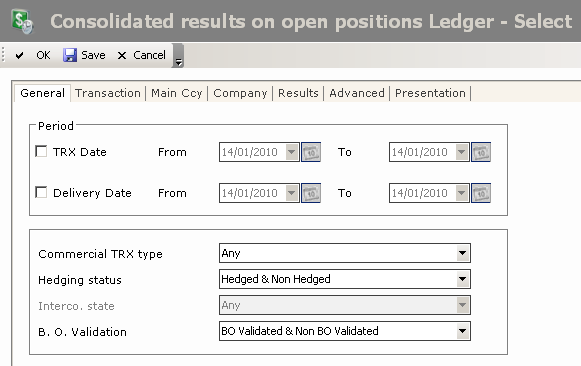 Consolidated results on open positions Ledger - Select
OK Save Cancel
General Transaction Main Ccy Company Results Advanced Presentation
Period
TRX Date From 14/01/2010 To 14/01/2010
Delivery Date From 14/01/2010 To 14/01/2010
Commercial TRX type Any
Hedging status Hedged & Non Hedged
Interco. state Any
B. O. Validation BO Validated & Non BO Validated